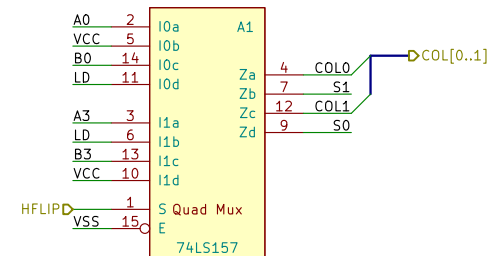 A0 2 I0a A1
VCC 5 I0b
B0 14 I0c
LD 11 I0d
Za 4 COL0 COL[0..1]
Zb 7 S1
Zc 12 COL1
Zd 9 S0
A3 3 I1a
LD 6 I1b
B3 13 I1c
VCC 10 I1d
HFLIP 1 S Quad Mux
VSS 15 E
74LS157